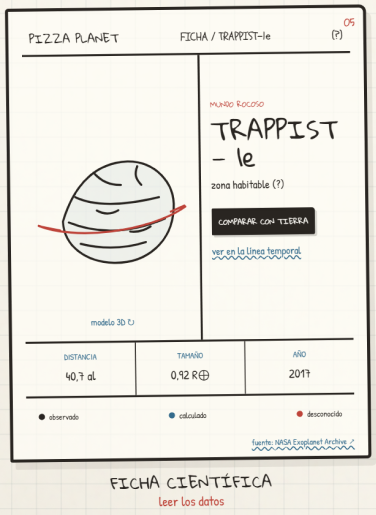 05
PIZZA PLANET
FICHA / TRAPPIST-1e
(?)
MUNDO ROCOSO
TRAPPIST
- 1e
zona habitable (?)
COMPARAR CON TIERRA
ver en la línea temporal
modelo 3D ↻
DISTANCIA
40,7 al
TAMAÑO
0,92 R⊕
AÑO
2017
observado
calculado
desconocido
fuente: NASA Exoplanet Archive ↗
FICHA CIENTÍFICA
leer los datos